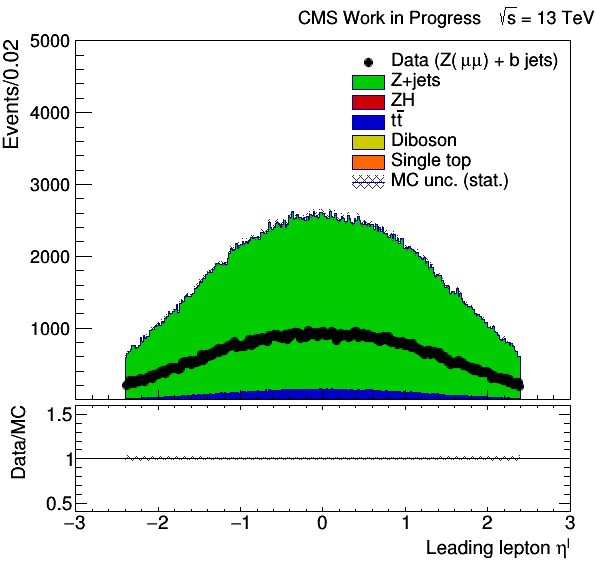 CMS Work in Progress √s = 13 TeV
Events/0.02
5000
4000
3000
2000
1000
Data (Z( μμ) + b jets)
Z+jets
ZH
tt̅
Diboson
Single top
MC unc. (stat.)
Data/MC
1.5
1
0.5
−3 −2 −1 0 1 2 3
Leading lepton ηˡ